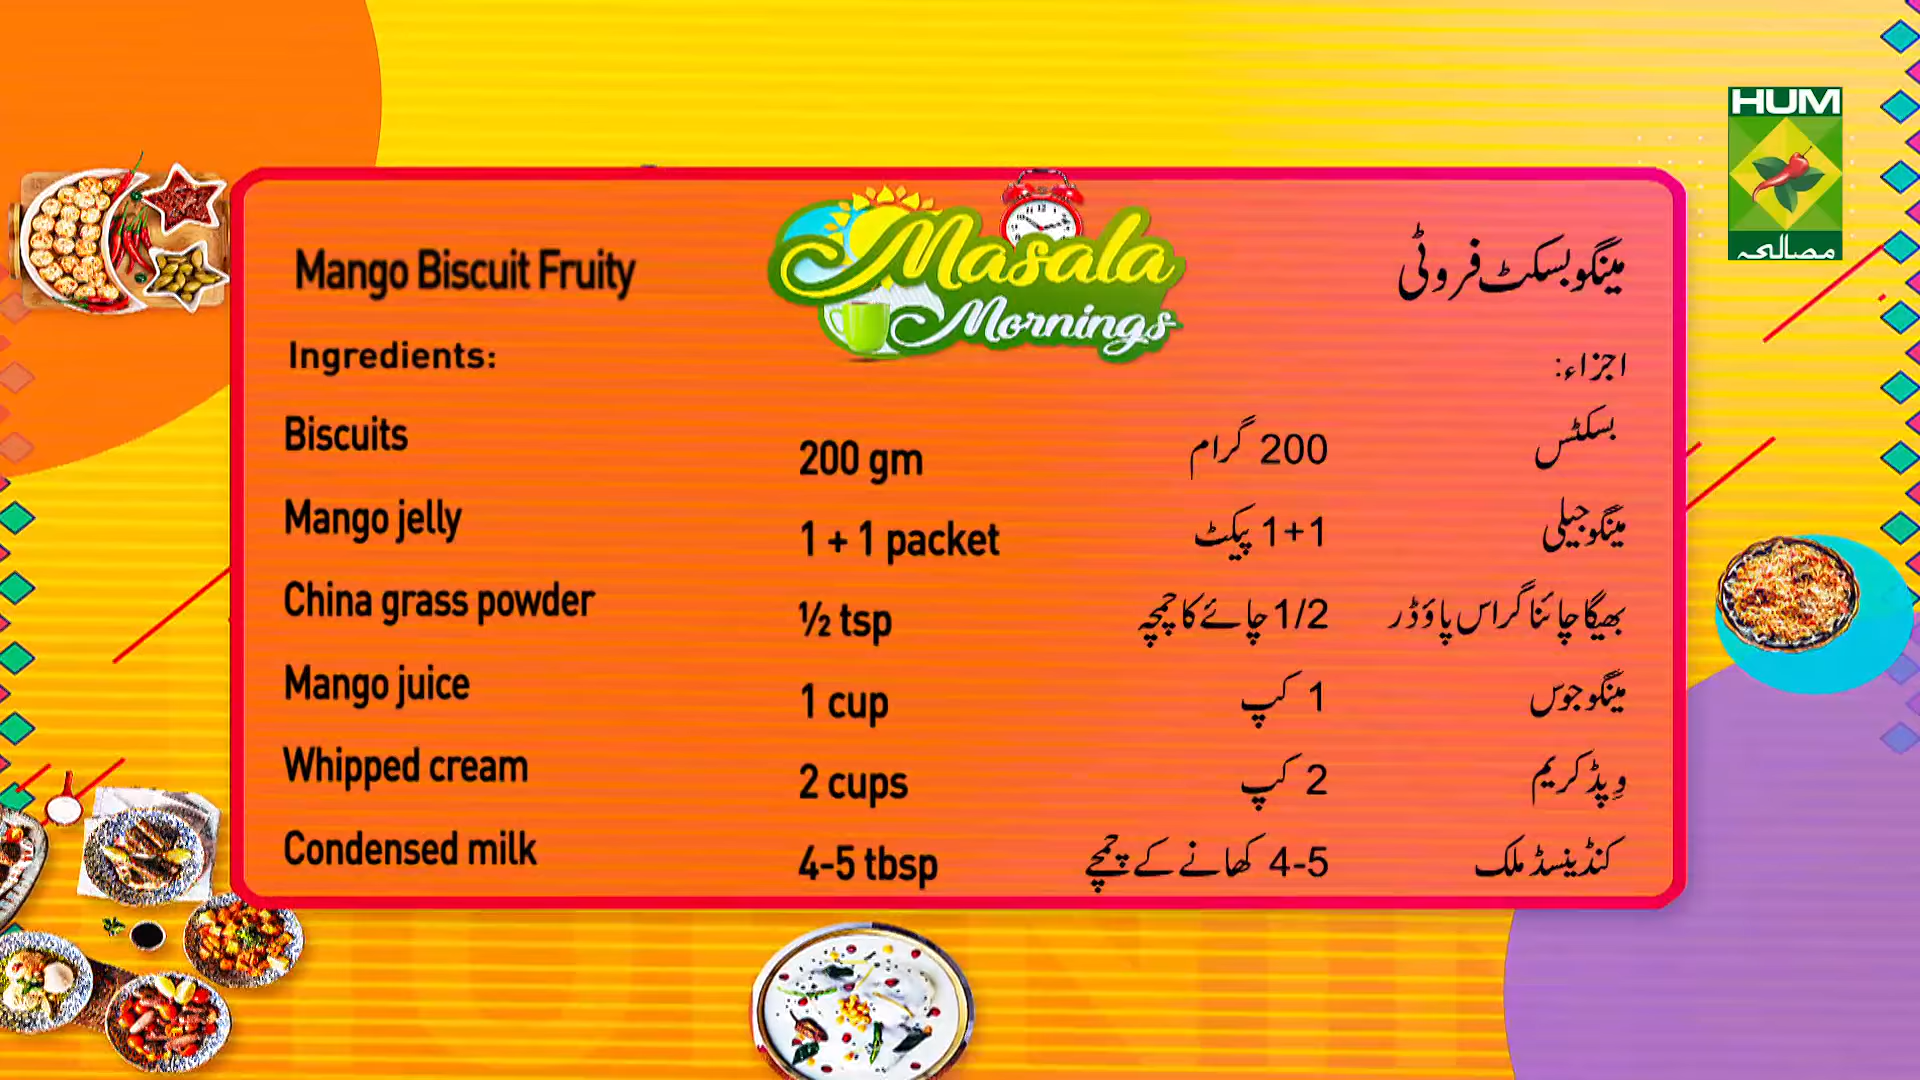 HUM
مصالحہ
Masala
Mornings
Mango Biscuit Fruity مینگو بسکٹ فروٹی
Ingredients: اجزاء:
Biscuits 200 gm 200 گرام بسکٹس
Mango jelly 1 + 1 packet 1+1 پیکٹ مینگو جیلی
China grass powder ½ tsp 1/2 چائے کا چمچہ بھیگا چائنا گراس پاؤڈر
Mango juice 1 cup 1 کپ مینگو جوس
Whipped cream 2 cups 2 کپ وِپڈ کریم
Condensed milk 4-5 tbsp 4-5 کھانے کے چمچے کنڈینسڈ ملک